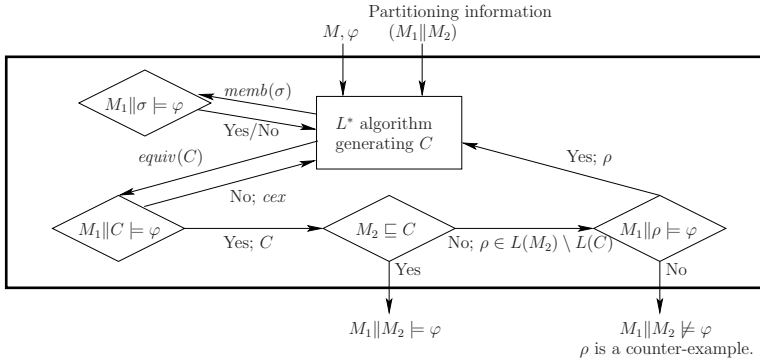 Partitioning information
M, φ
(M₁‖M₂)
memb(σ)
M₁‖σ ⊨ φ
L* algorithm
generating C
Yes/No
equiv(C)
Yes; ρ
No; cex
M₁‖C ⊨ φ
M₂ ⊑ C
M₁‖ρ ⊨ φ
Yes; C
No; ρ ∈ L(M₂) \ L(C)
Yes
No
M₁‖M₂ ⊨ φ
M₁‖M₂ ⊭ φ
ρ is a counter-example.